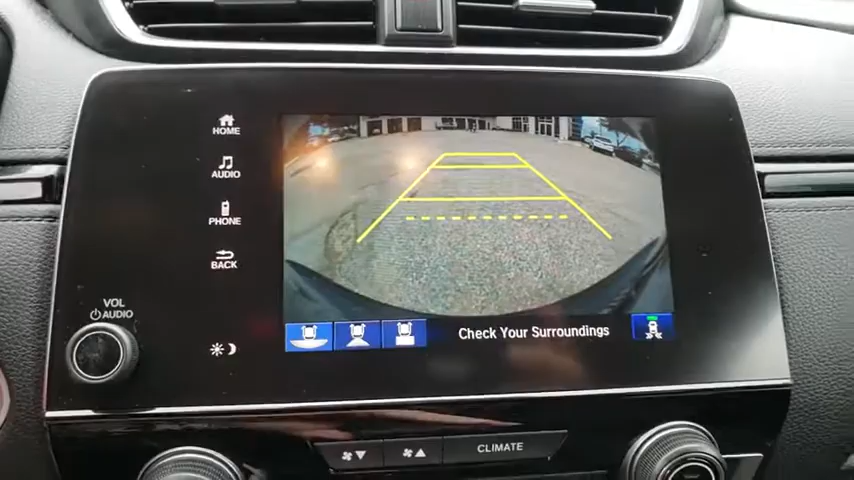 HOME
AUDIO
PHONE
BACK
VOL
AUDIO
Check Your Surroundings
CLIMATE